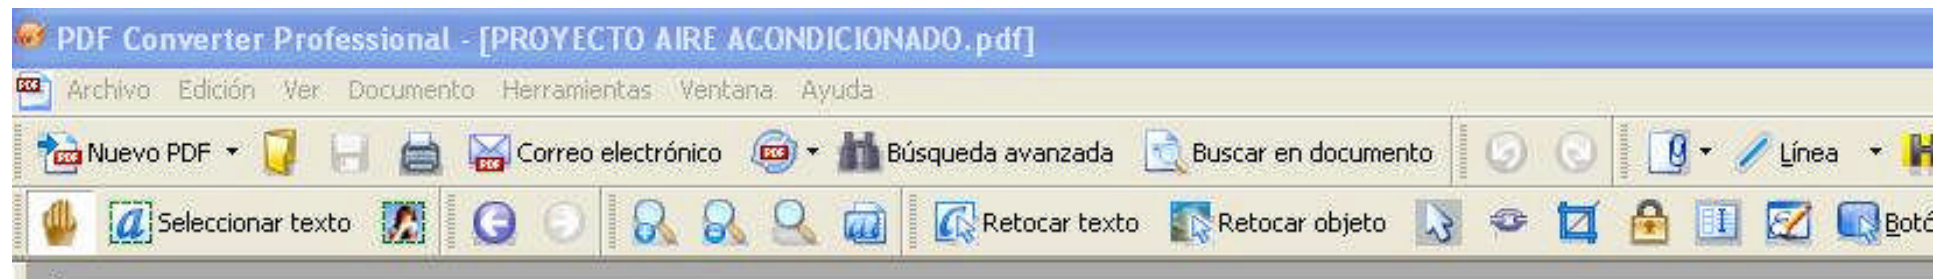 PDF Converter Professional - [PROYECTO AIRE ACONDICIONADO.pdf]
Archivo Edición Ver Documento Herramientas Ventana Ayuda
Nuevo PDF Correo electrónico Búsqueda avanzada Buscar en documento Línea
Seleccionar texto Retocar texto Retocar objeto Botó